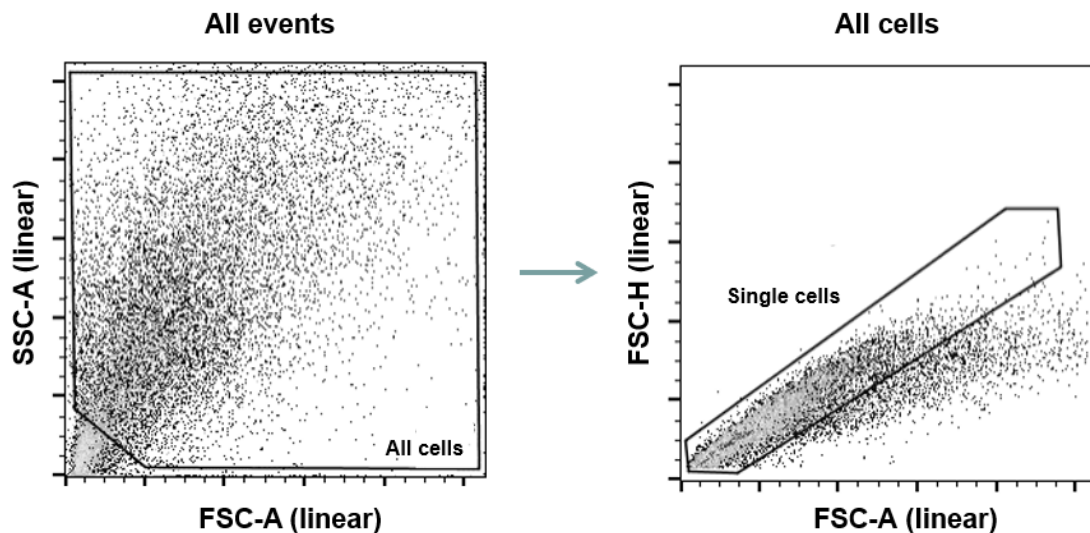 All events
All cells
SSC-A (linear)
All cells
FSC-A (linear)
FSC-H (linear)
Single cells
FSC-A (linear)